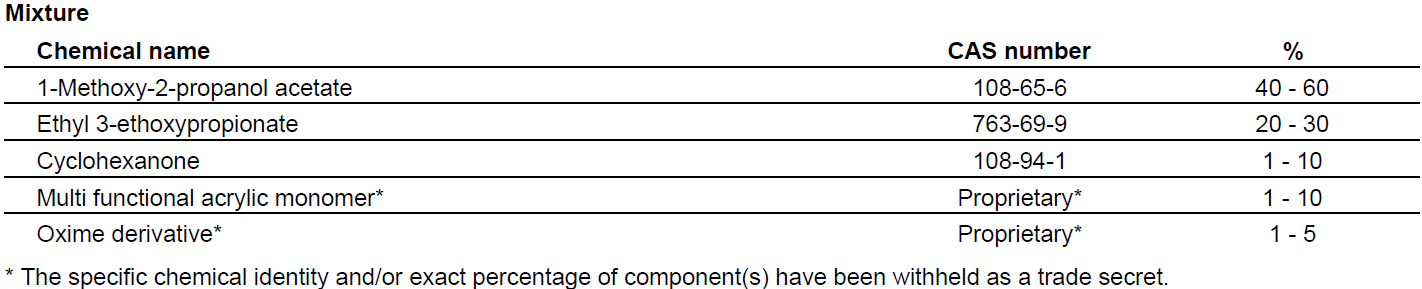 Mixture
Chemical name CAS number %
1-Methoxy-2-propanol acetate 108-65-6 40 - 60
Ethyl 3-ethoxypropionate 763-69-9 20 - 30
Cyclohexanone 108-94-1 1 - 10
Multi functional acrylic monomer* Proprietary* 1 - 10
Oxime derivative* Proprietary* 1 - 5
* The specific chemical identity and/or exact percentage of component(s) have been withheld as a trade secret.